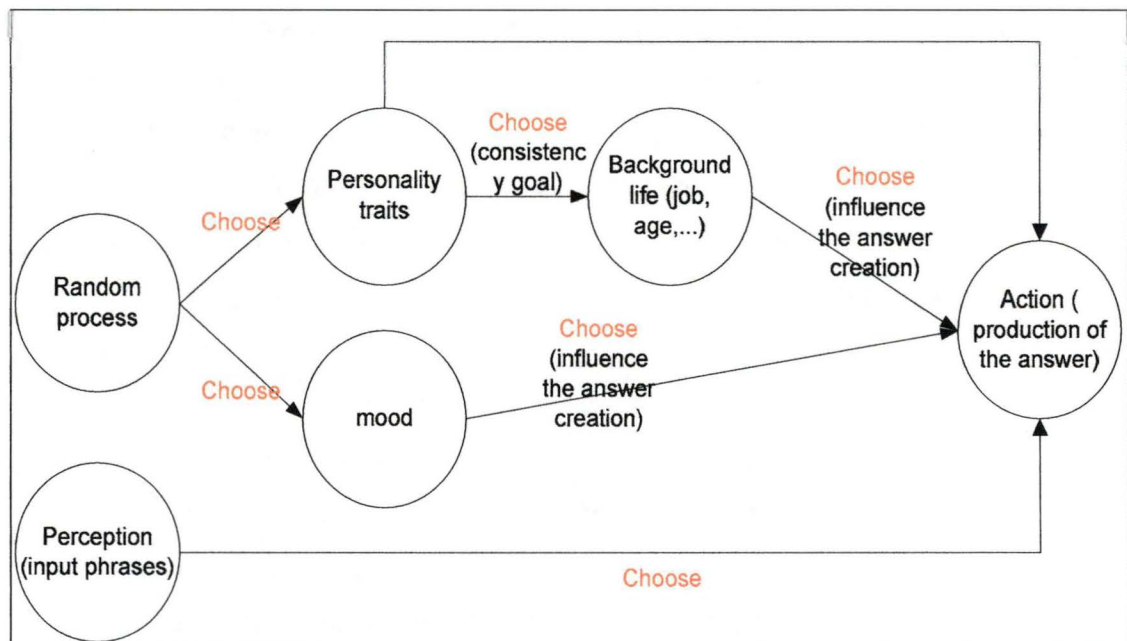 Choose
(consistenc
y goal)
Personality
traits
Background
life (job,
age,...)
Choose
(influence
the answer
creation)
Choose
Random
process
Action (
production of
the answer)
Choose
(influence
the answer
creation)
Choose
mood
Perception
(input phrases)
Choose